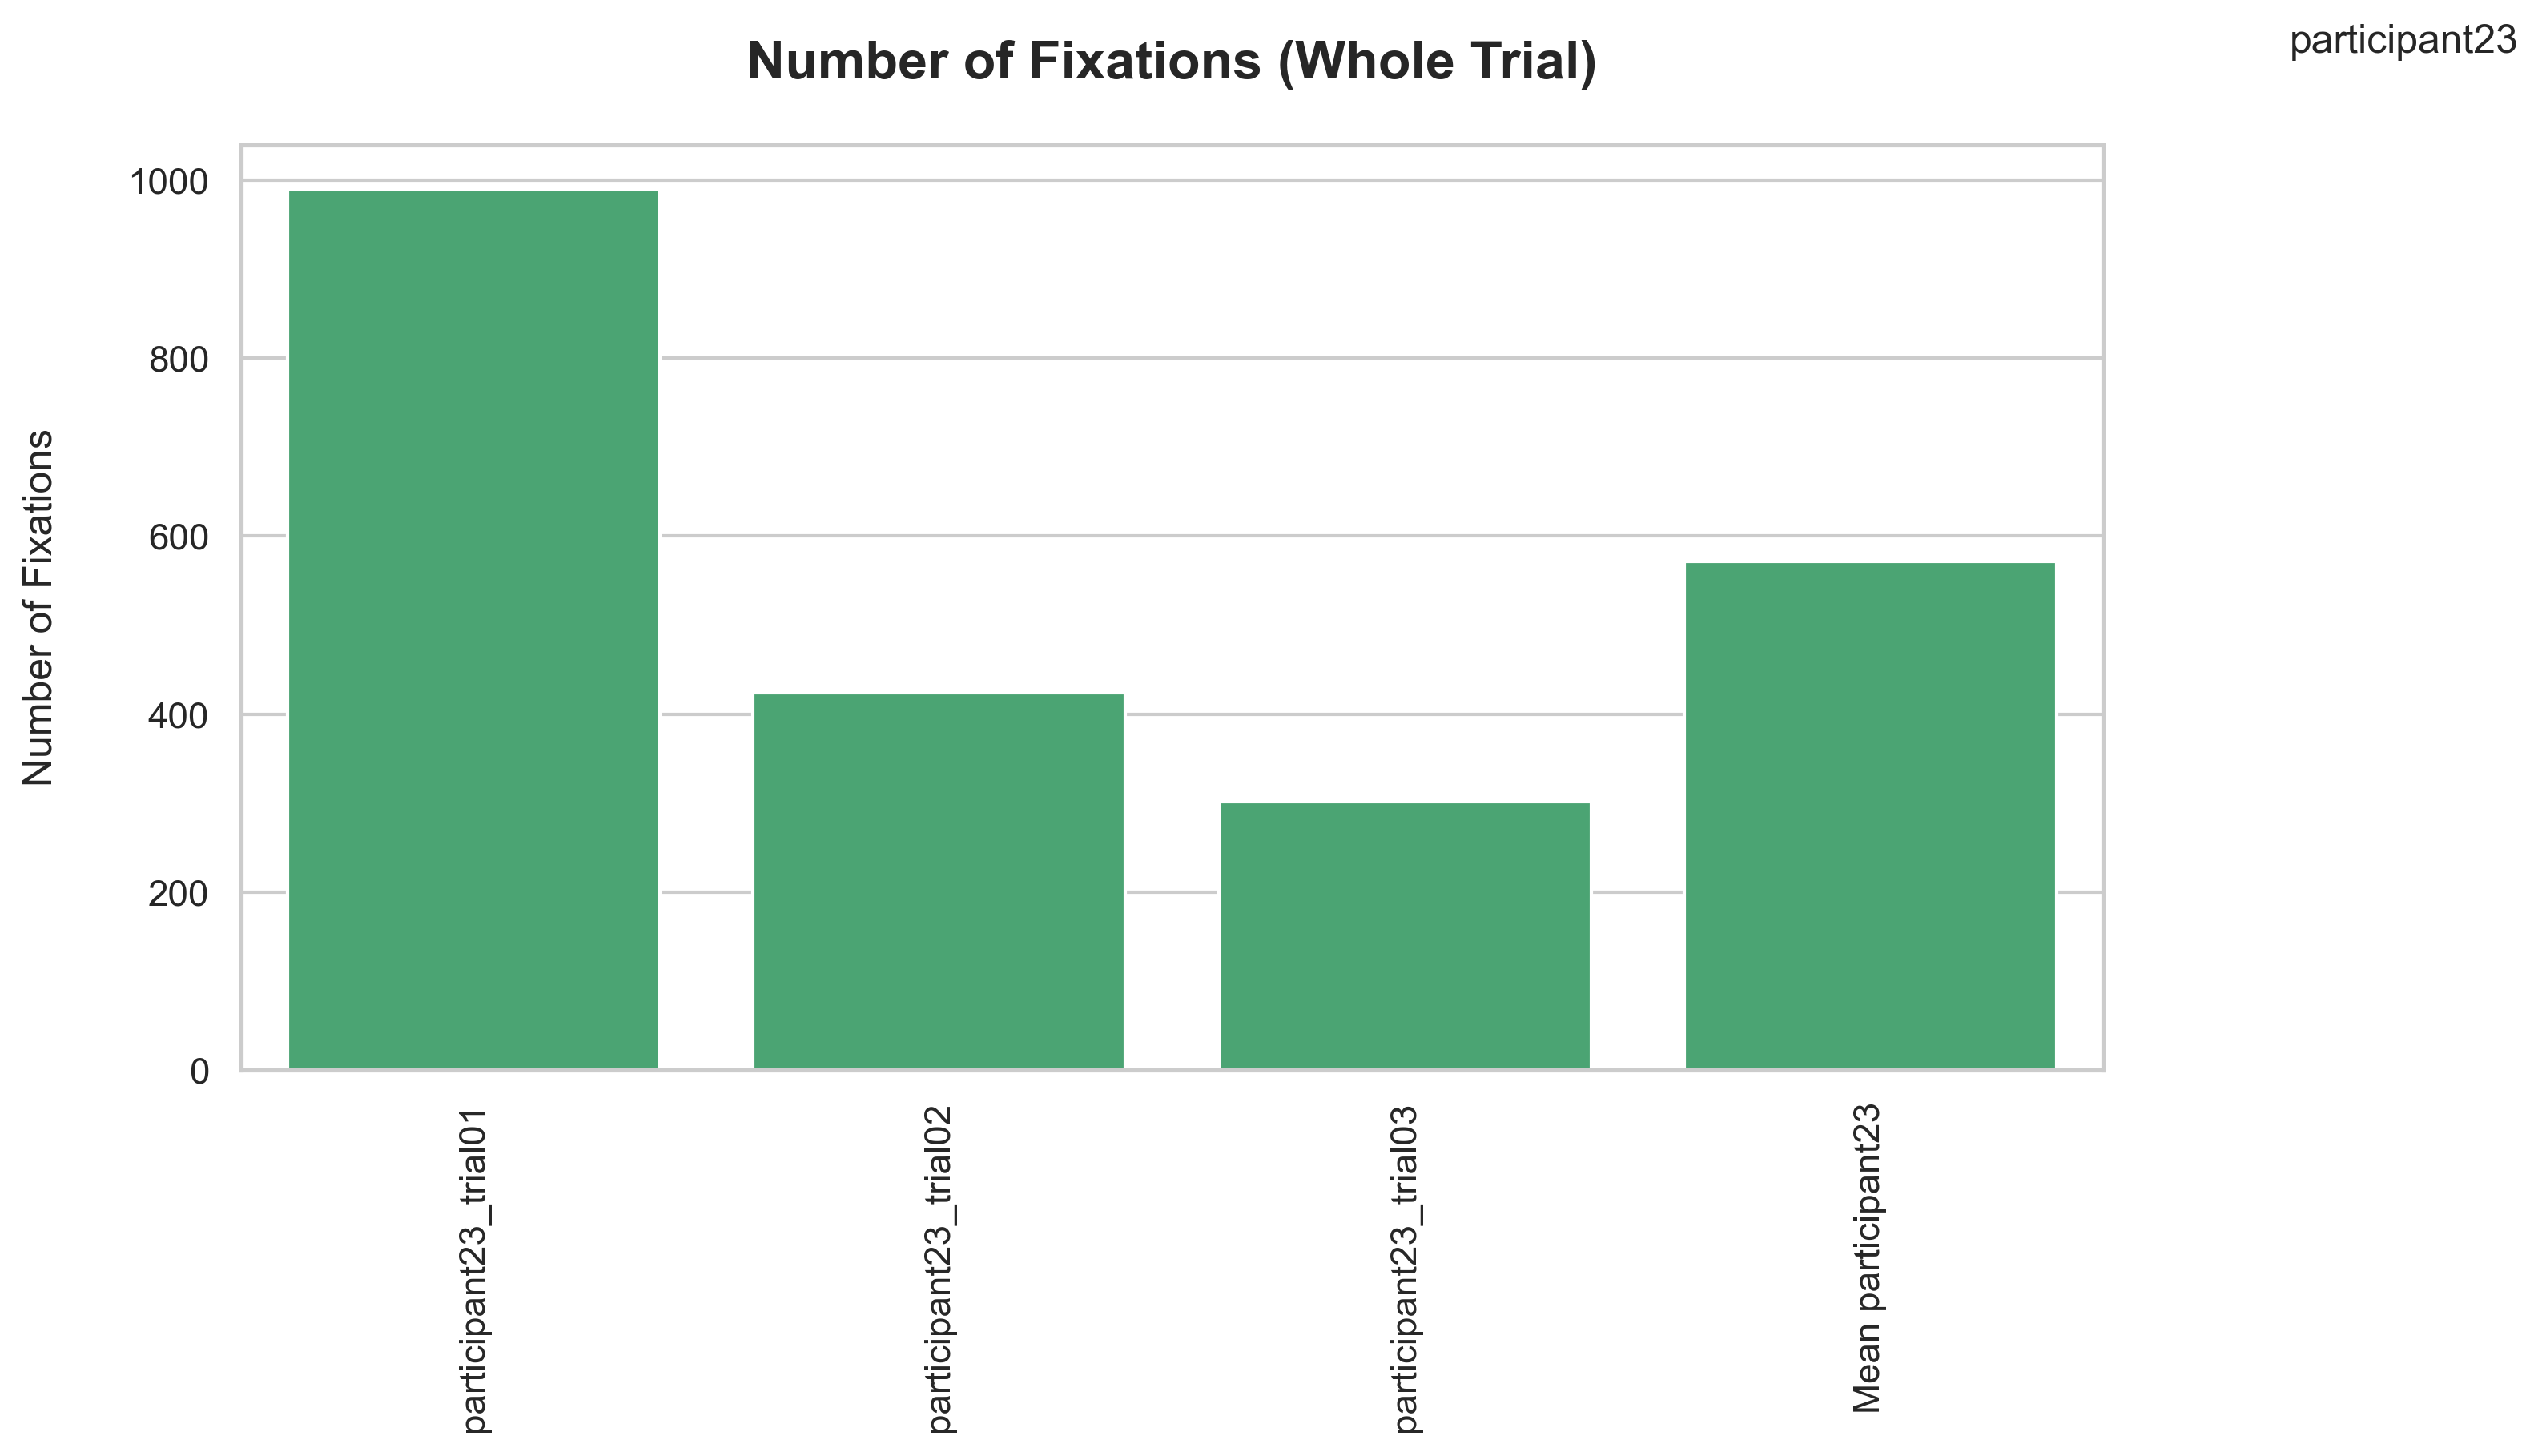 participant23
Number of Fixations (Whole Trial)
Number of Fixations
1000
800
600
400
200
0
participant23_trial01
participant23_trial02
participant23_trial03
Mean participant23